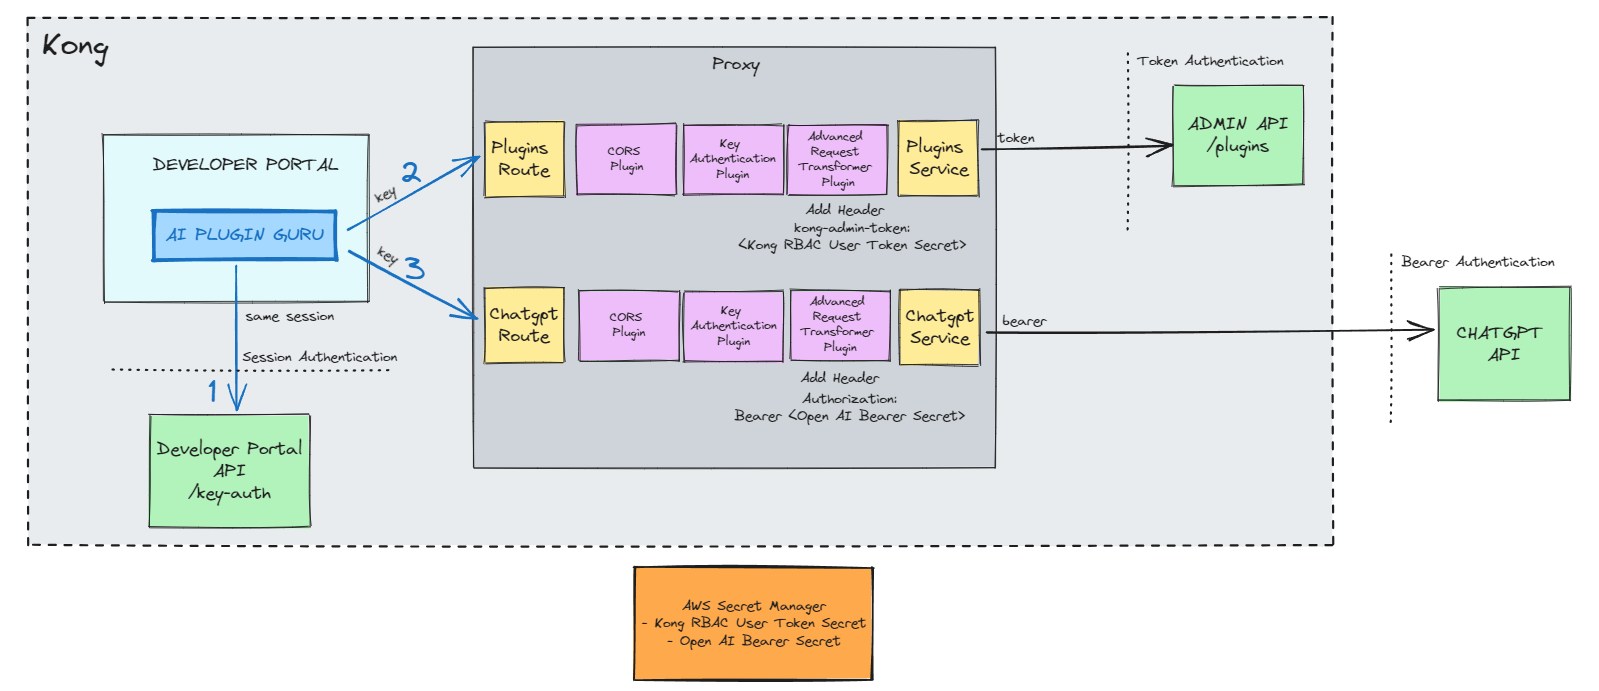 Kong
Proxy
Token Authentication
DEVELOPER PORTAL
AI PLUGIN GURU
key
2
key
3
same session
Session Authentication
1
Developer Portal
API
/key-auth
Plugins
Route
CORS
Plugin
Key
Authentication
Plugin
Advanced
Request
Transformer
Plugin
Plugins
Service
token
ADMIN API
/plugins
Add Header
kong-admin-token:
<Kong RBAC User Token Secret>
Chatgpt
Route
CORS
Plugin
Key
Authentication
Plugin
Advanced
Request
Transformer
Plugin
Chatgpt
Service
bearer
Bearer Authentication
CHATGPT
API
Add Header
Authorization:
Bearer <Open AI Bearer Secret>
AWS Secret Manager
- Kong RBAC User Token Secret
- Open AI Bearer Secret